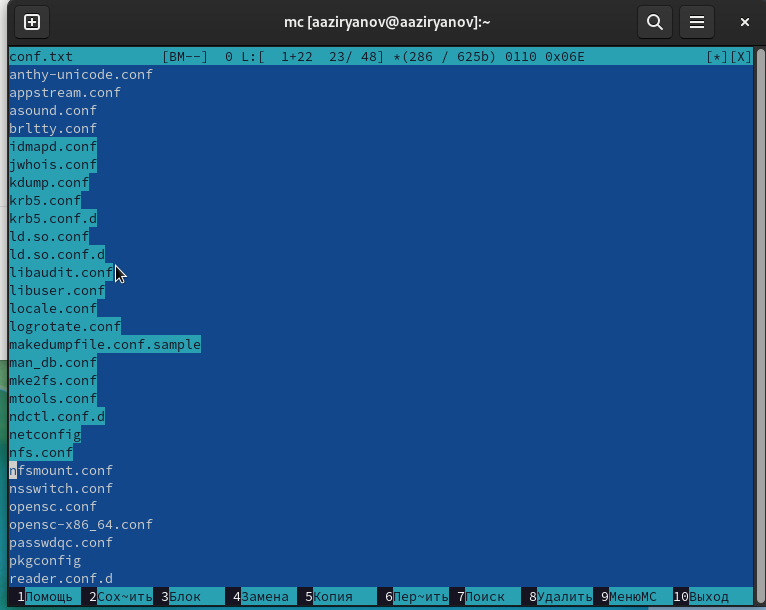 mc [aaziryanov@aaziryanov]:~
conf.txt [BM--] 0 L:[ 1+22 23/ 48] *(286 / 625b) 0110 0x06E [*][X]
anthy-unicode.conf
appstream.conf
asound.conf
brltty.conf
idmapd.conf
jwhois.conf
kdump.conf
krb5.conf
krb5.conf.d
ld.so.conf
ld.so.conf.d
libaudit.conf
libuser.conf
locale.conf
logrotate.conf
makedumpfile.conf.sample
man_db.conf
mke2fs.conf
mtools.conf
ndctl.conf.d
netconfig
nfs.conf
nfsmount.conf
nsswitch.conf
opensc.conf
opensc-x86_64.conf
passwdqc.conf
pkgconfig
reader.conf.d
1Помощь 2Сох~ить 3Блок 4Замена 5Копия 6Пер~ить 7Поиск 8Удалить 9МенюMC 10Выход